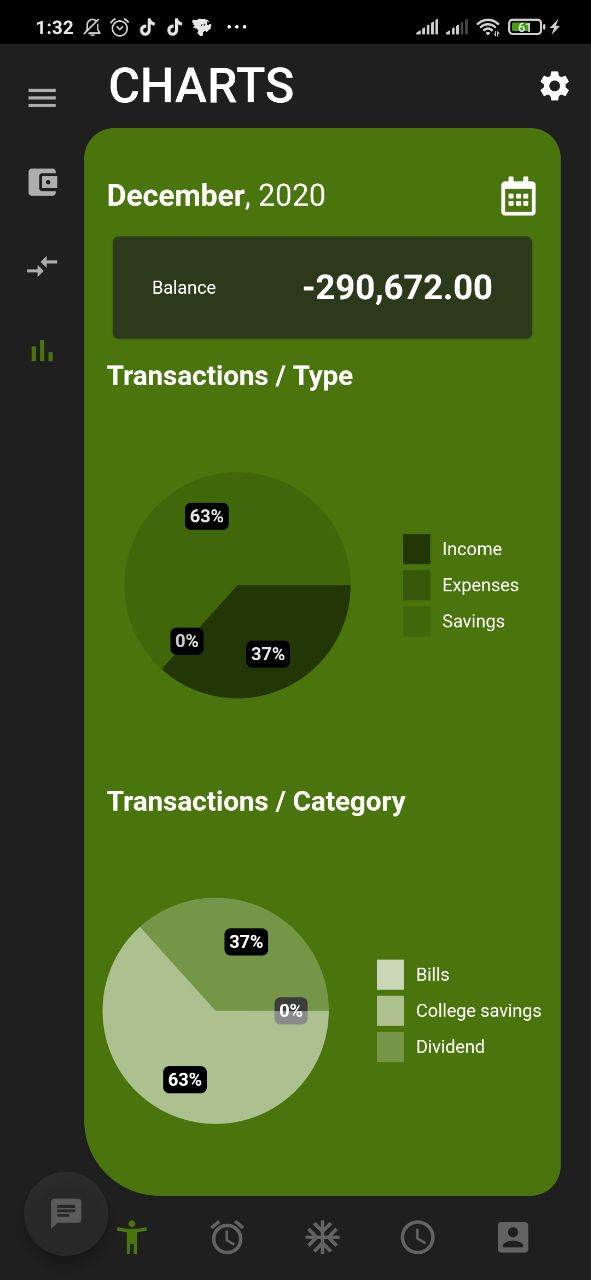 1:32
61
CHARTS
December, 2020
Balance -290,672.00
Transactions / Type
63%
0%
37%
Income
Expenses
Savings
Transactions / Category
37%
0%
63%
Bills
College savings
Dividend